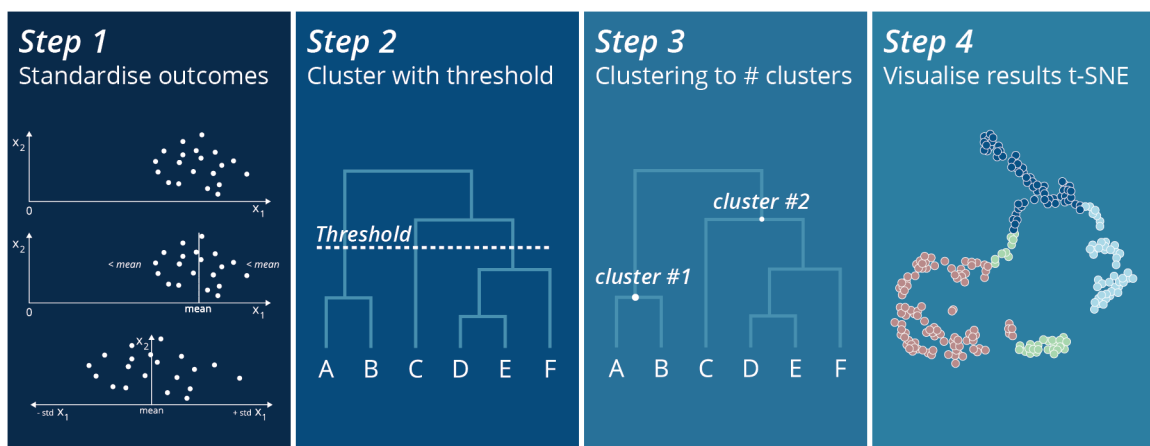 Step 1
Standardise outcomes
x2
0
x1
x2
< mean
< mean
0
mean
x1
x2
- std x1
mean
+ std x1
Step 2
Cluster with threshold
Threshold
A B C D E F
Step 3
Clustering to # clusters
cluster #2
cluster #1
A B C D E F
Step 4
Visualise results t-SNE